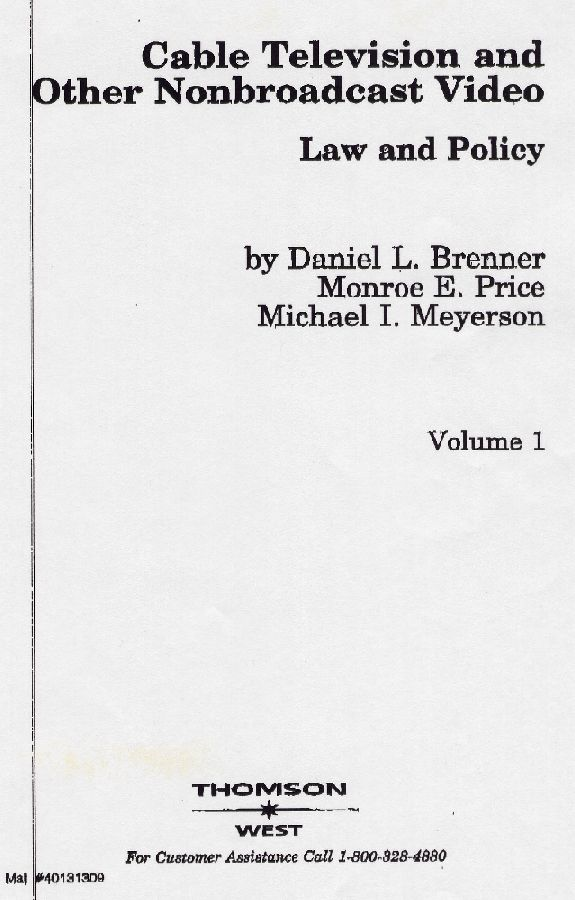 Cable Television and
Other Nonbroadcast Video
Law and Policy
by Daniel L. Brenner
Monroe E. Price
Michael I. Meyerson
Volume 1
THOMSON
WEST
For Customer Assistance Call 1-800-328-4880
Mat #40131309